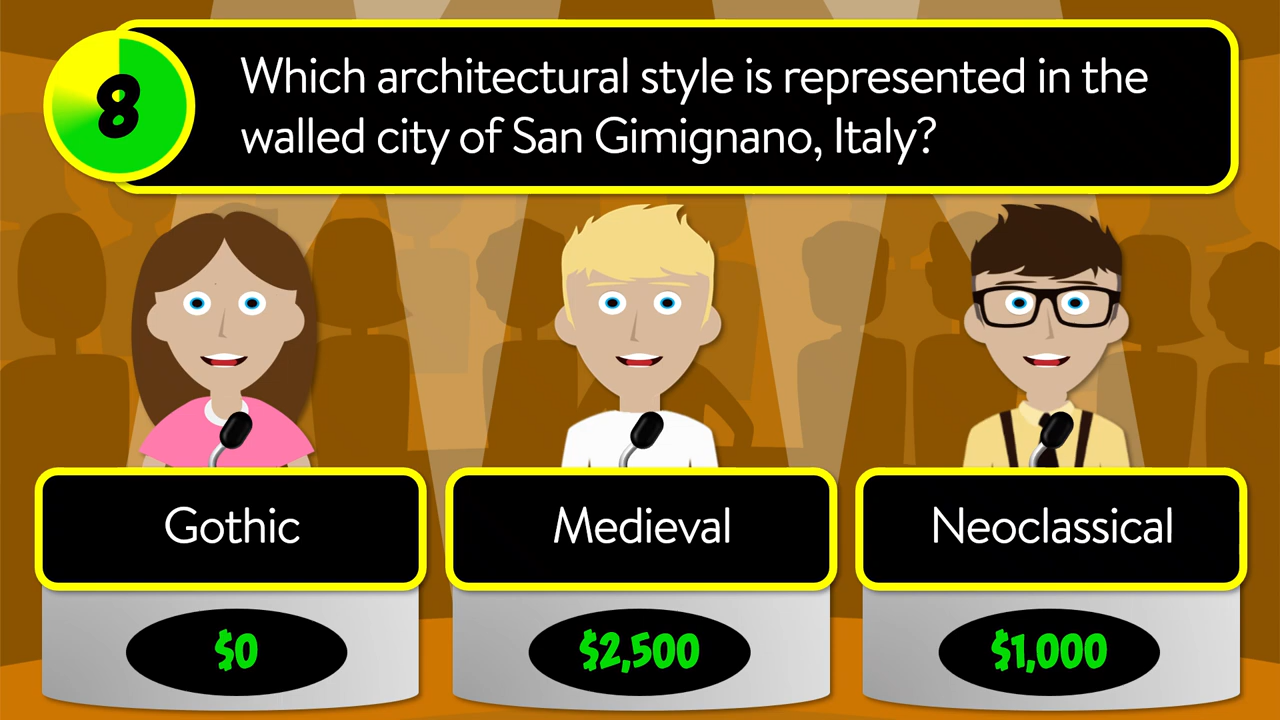 8
Which architectural style is represented in the
walled city of San Gimignano, Italy?
Gothic
Medieval
Neoclassical
$0
$2,500
$1,000